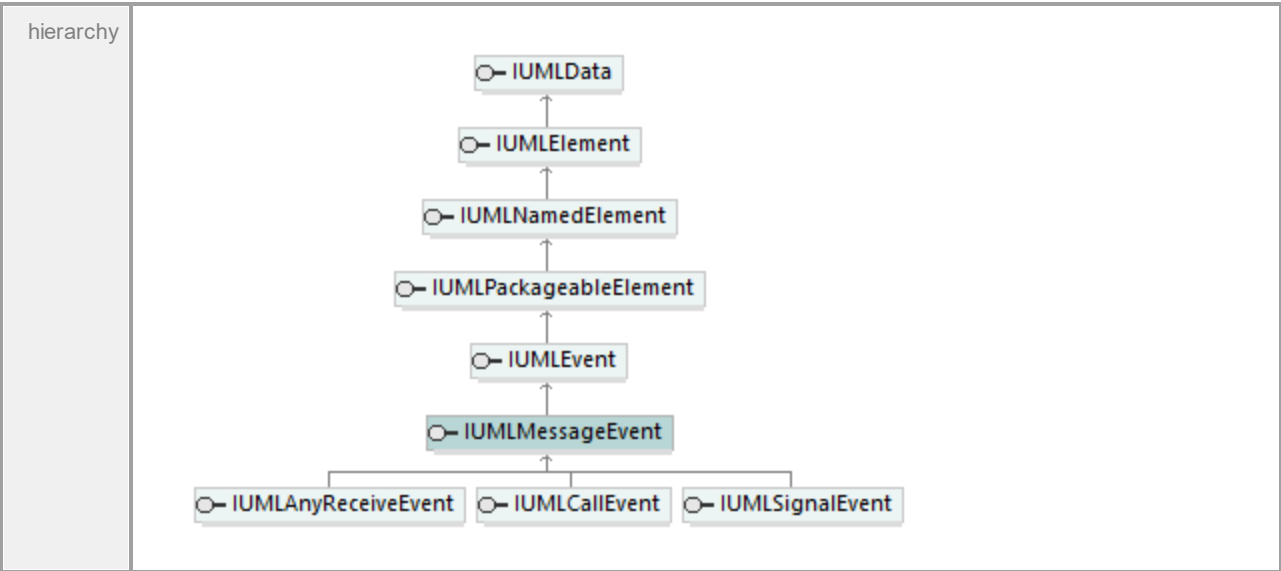 hierarchy
IUMLData
IUMLElement
IUMLNamedElement
IUMLPackageableElement
IUMLEvent
IUMLMessageEvent
IUMLAnyReceiveEvent IUMLCallEvent IUMLSignalEvent